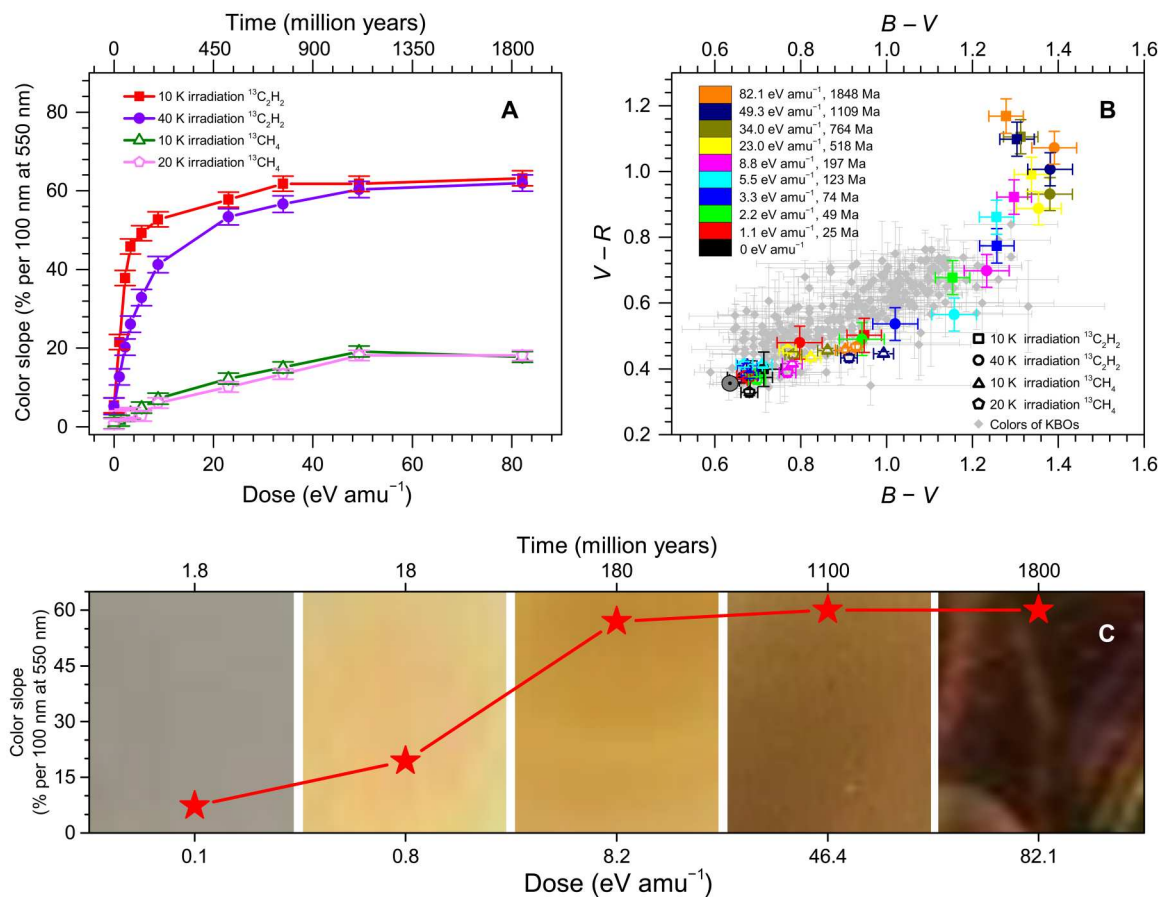 Time (million years)
0 450 900 1350 1800
A
10 K irradiation ¹³C₂H₂
40 K irradiation ¹³C₂H₂
10 K irradiation ¹³CH₄
20 K irradiation ¹³CH₄
Color slope (% per 100 nm at 550 nm)
80
60
40
20
0
0 20 40 60 80
Dose (eV amu⁻¹)
B – V
0.6 0.8 1.0 1.2 1.4 1.6
B
82.1 eV amu⁻¹, 1848 Ma
49.3 eV amu⁻¹, 1109 Ma
34.0 eV amu⁻¹, 764 Ma
23.0 eV amu⁻¹, 518 Ma
8.8 eV amu⁻¹, 197 Ma
5.5 eV amu⁻¹, 123 Ma
3.3 eV amu⁻¹, 74 Ma
2.2 eV amu⁻¹, 49 Ma
1.1 eV amu⁻¹, 25 Ma
0 eV amu⁻¹
V – R
1.2
1.0
0.8
0.6
0.4
0.2
10 K irradiation ¹³C₂H₂
40 K irradiation ¹³C₂H₂
10 K irradiation ¹³CH₄
20 K irradiation ¹³CH₄
Colors of KBOs
0.6 0.8 1.0 1.2 1.4 1.6
B – V
Time (million years)
1.8 18 180 1100 1800
C
Color slope
(% per 100 nm at 550 nm)
60
45
30
15
0
0.1 0.8 8.2 46.4 82.1
Dose (eV amu⁻¹)